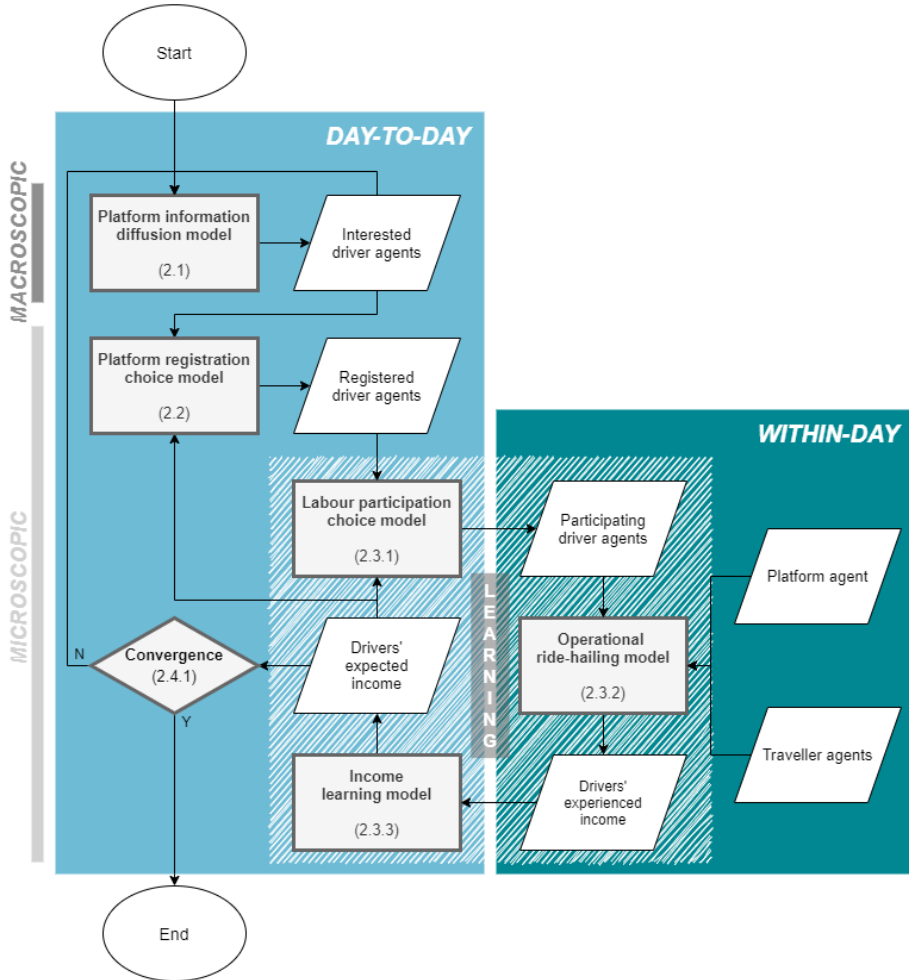 Start
DAY-TO-DAY
MACROSCOPIC
Platform information
diffusion model
(2.1)
Interested
driver agents
MICROSCOPIC
Platform registration
choice model
(2.2)
Registered
driver agents
WITHIN-DAY
Labour participation
choice model
(2.3.1)
Participating
driver agents
Platform agent
LEARNING
Convergence
(2.4.1)
N
Y
Drivers'
expected
income
Operational
ride-hailing model
(2.3.2)
Traveller agents
Income
learning model
(2.3.3)
Drivers'
experienced
income
End